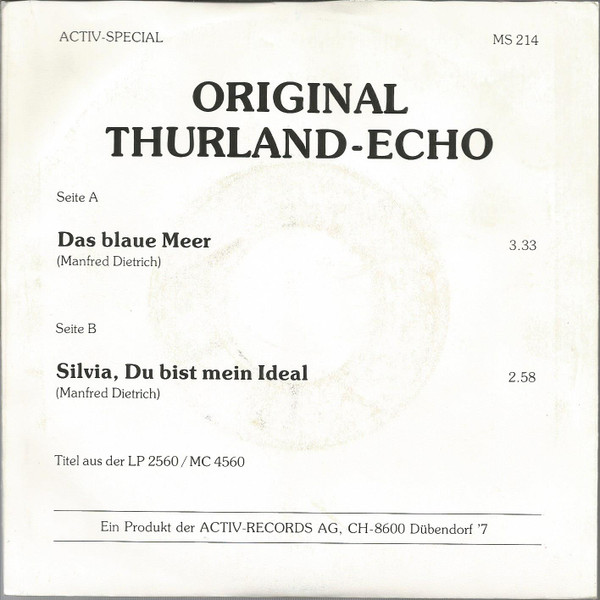 ACTIV-SPECIAL
MS 214
ORIGINAL
THURLAND-ECHO
Seite A
Das blaue Meer 3.33
(Manfred Dietrich)
Seite B
Silvia, Du bist mein Ideal 2.58
(Manfred Dietrich)
Titel aus der LP 2560 / MC 4560
Ein Produkt der ACTIV-RECORDS AG, CH-8600 Dübendorf '7